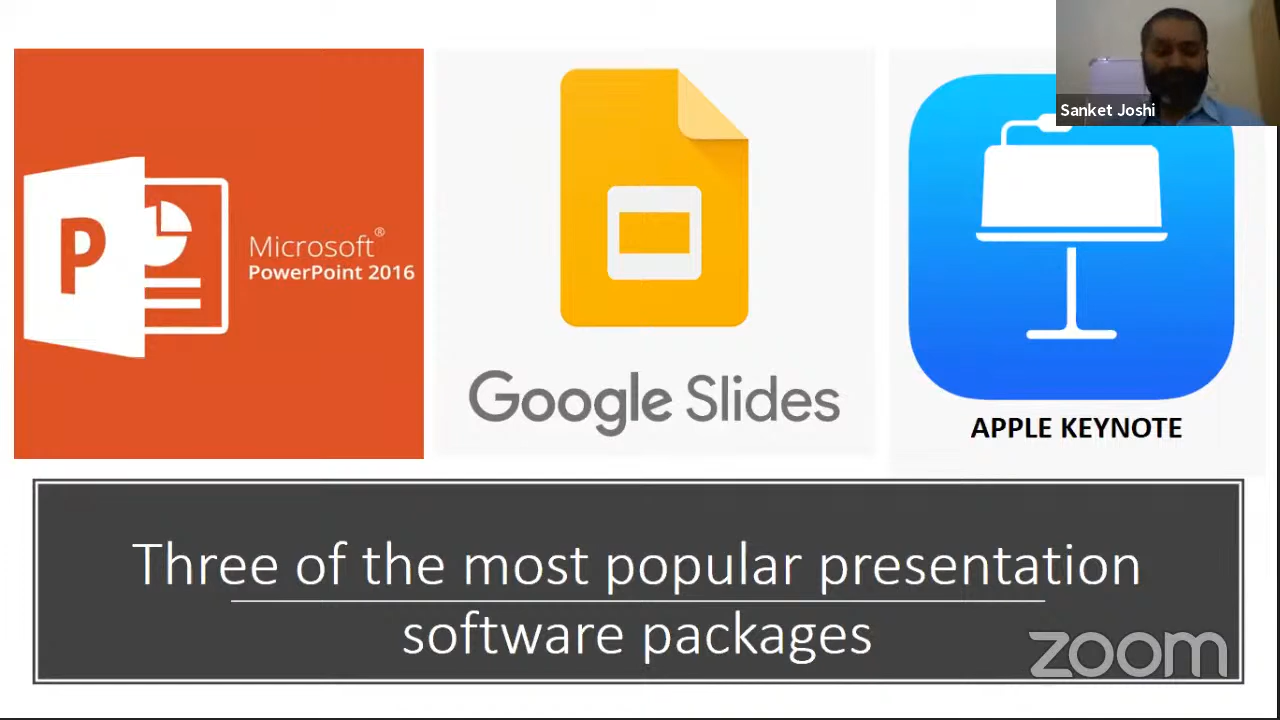 Sanket Joshi
P
Microsoft®
PowerPoint 2016
Google Slides
APPLE KEYNOTE
Three of the most popular presentation
software packages
zoom